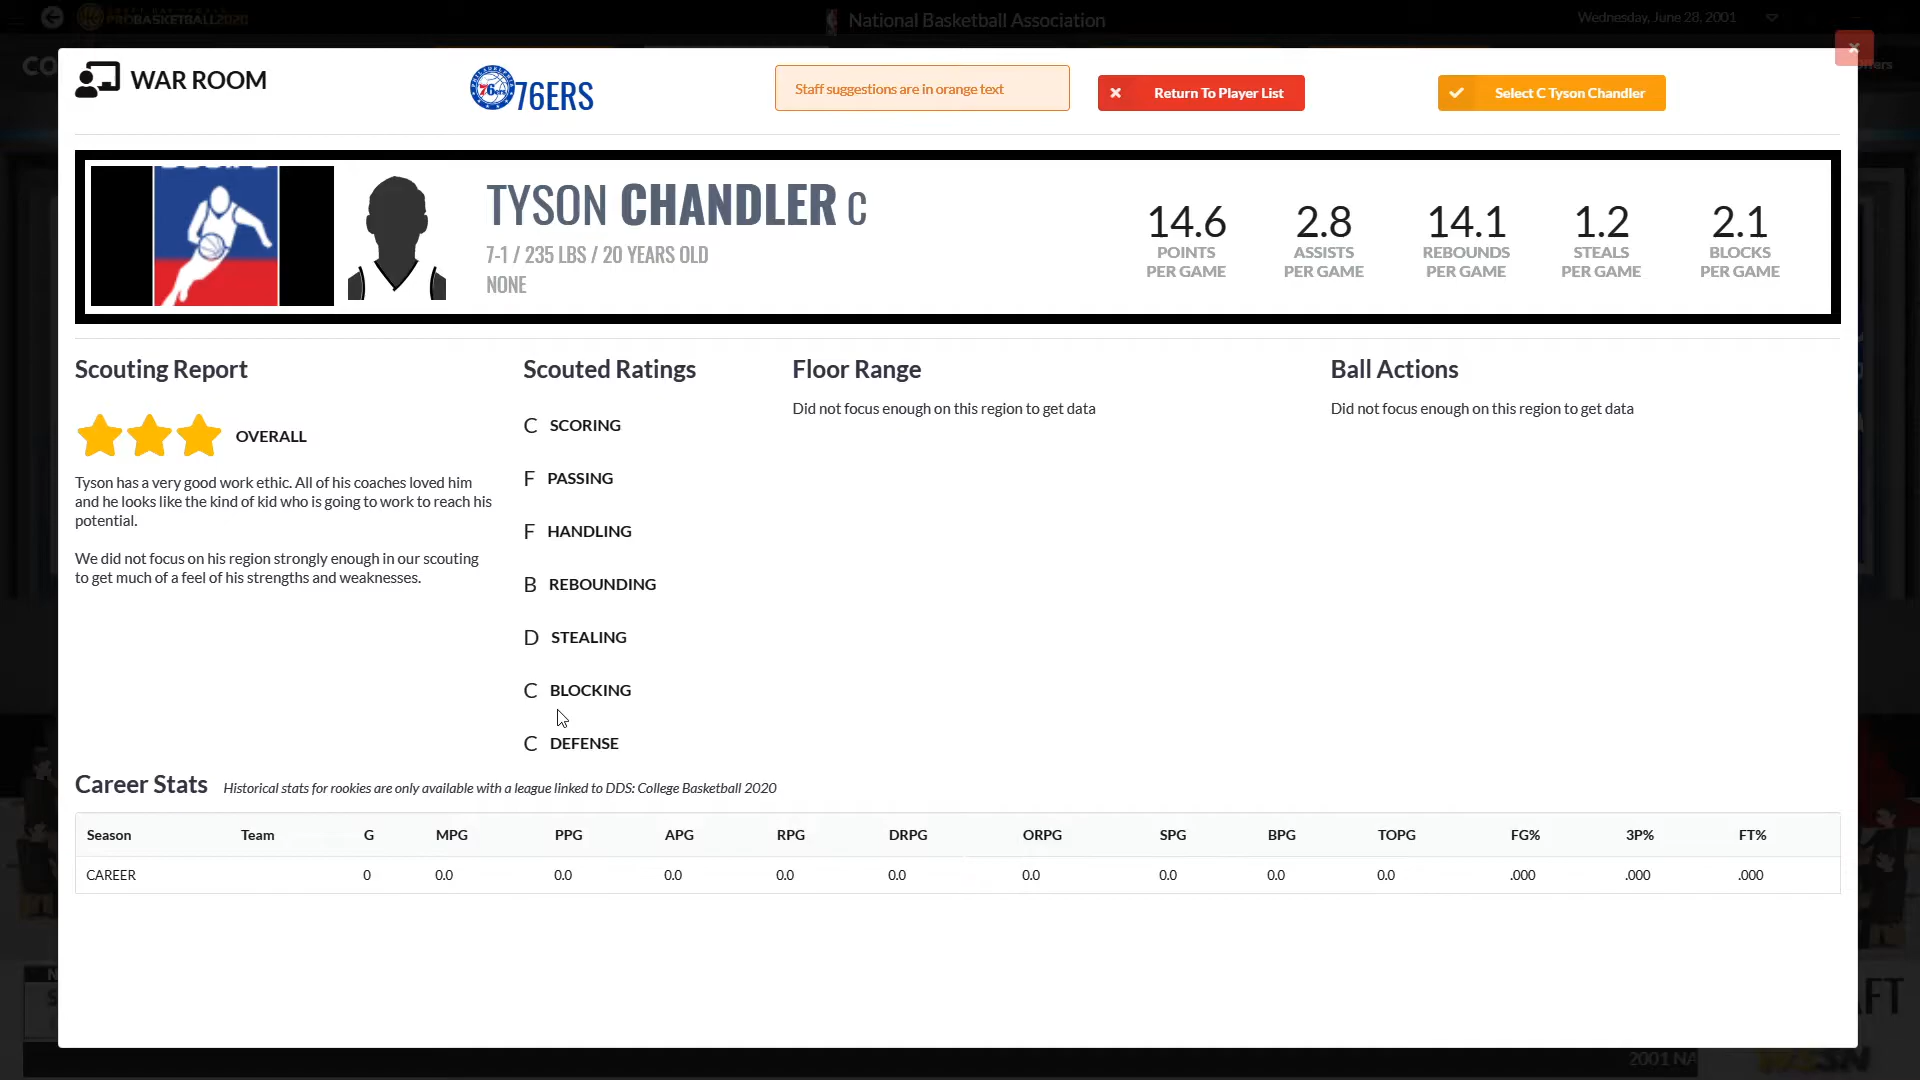 PROBASKETBALL2020
National Basketball Association
Wednesday, June 28, 2001
CO
WAR ROOM
76ers
76ERS
Staff suggestions are in orange text
Return To Player List
Select C Tyson Chandler
TYSON CHANDLER C
7-1 / 235 LBS / 20 YEARS OLD
NONE
14.6 2.8 14.1 1.2 2.1
POINTS ASSISTS REBOUNDS STEALS BLOCKS
PER GAME PER GAME PER GAME PER GAME PER GAME
Scouting Report
OVERALL
Tyson has a very good work ethic. All of his coaches loved him
and he looks like the kind of kid who is going to work to reach his
potential.
We did not focus on his region strongly enough in our scouting
to get much of a feel of his strengths and weaknesses.
Scouted Ratings
C SCORING
F PASSING
F HANDLING
B REBOUNDING
D STEALING
C BLOCKING
C DEFENSE
Floor Range
Did not focus enough on this region to get data
Ball Actions
Did not focus enough on this region to get data
Career Stats Historical stats for rookies are only available with a league linked to DDS: College Basketball 2020
Season Team G MPG PPG APG RPG DRPG ORPG SPG BPG TOPG FG% 3P% FT%
CAREER 0 0.0 0.0 0.0 0.0 0.0 0.0 0.0 0.0 0.0 .000 .000 .000
2001 NA